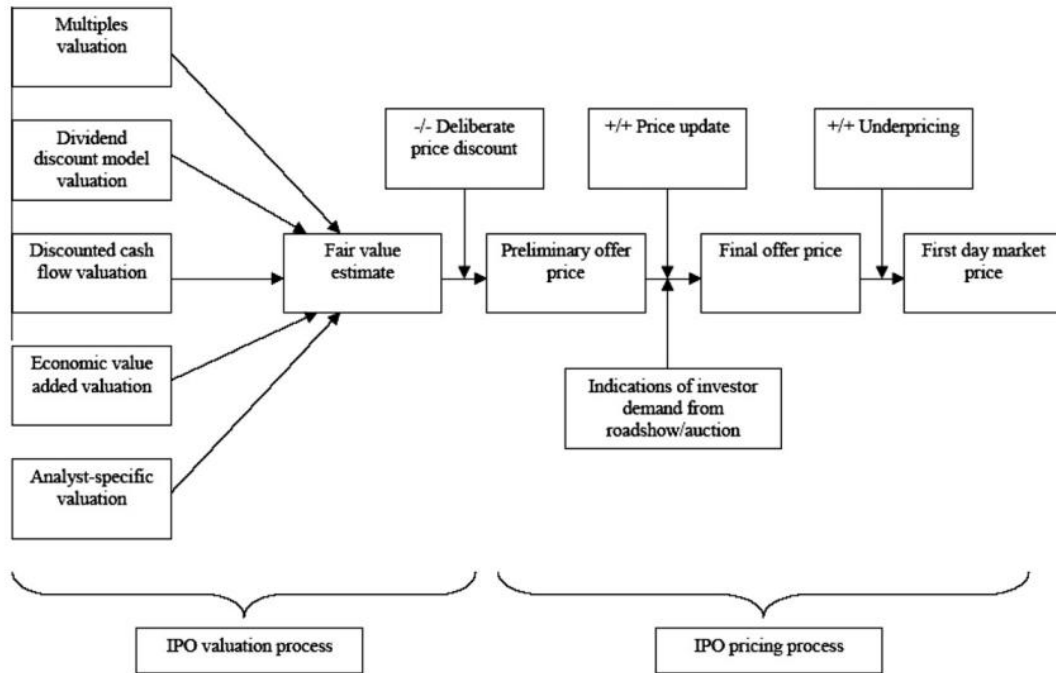 Multiples
valuation
Dividend
discount model
valuation
Discounted cash
flow valuation
Economic value
added valuation
Analyst-specific
valuation
Fair value
estimate
-/- Deliberate
price discount
Preliminary offer
price
+/+ Price update
Indications of investor
demand from
roadshow/auction
Final offer price
+/+ Underpricing
First day market
price
IPO valuation process
IPO pricing process